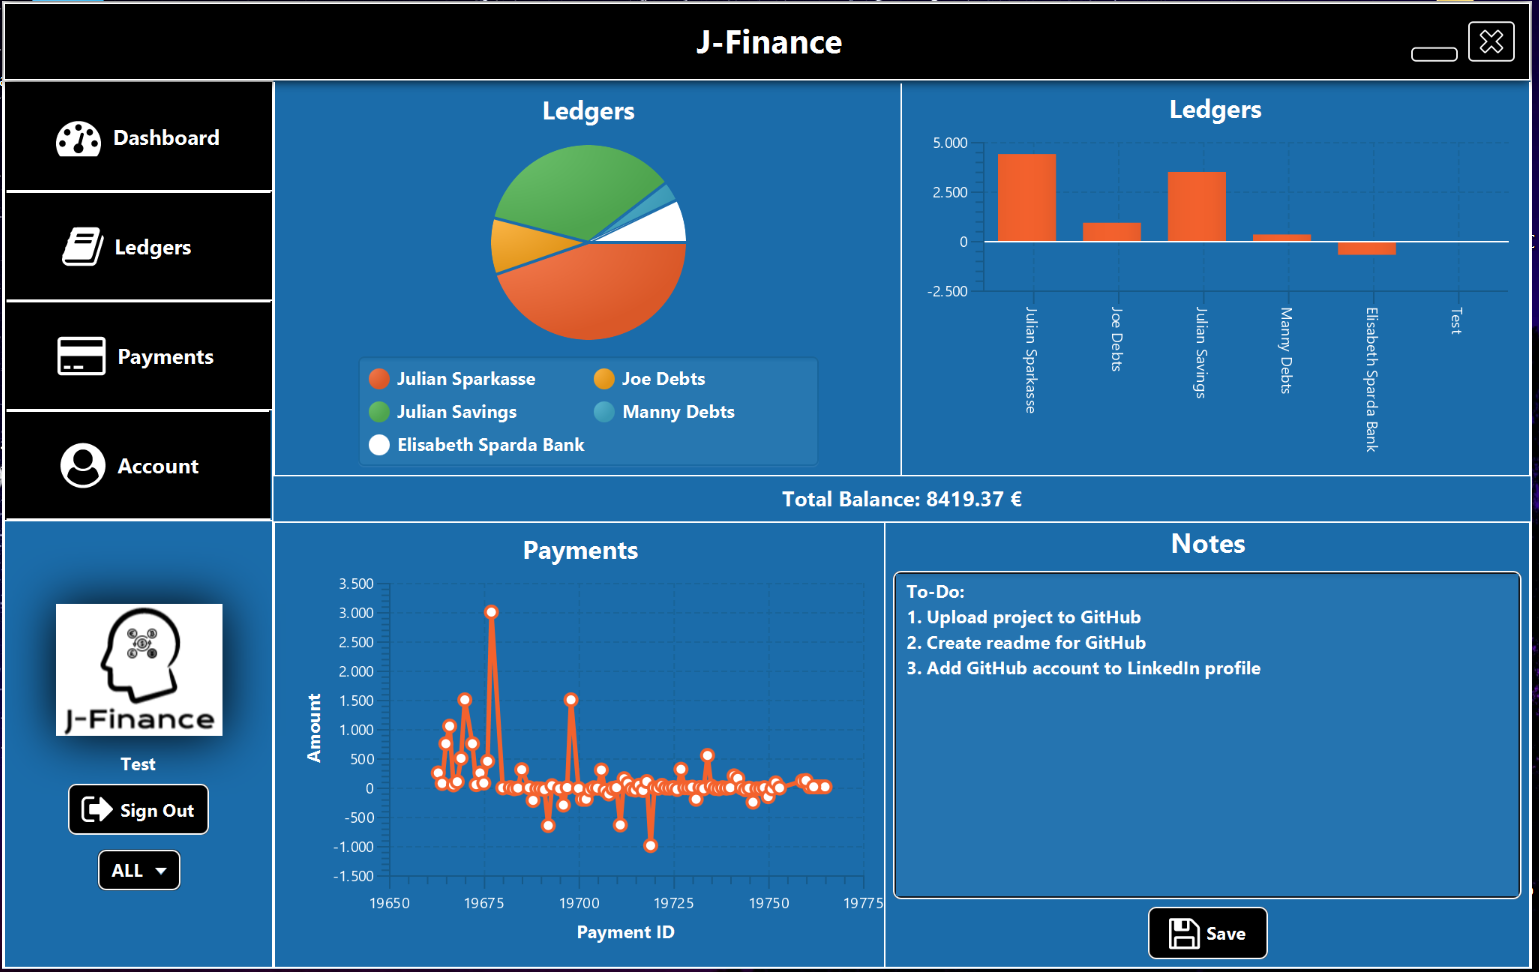 J-Finance
Dashboard
Ledgers
Payments
Account
J-Finance
Test
Sign Out
ALL
Ledgers
Julian Sparkasse
Joe Debts
Julian Savings
Manny Debts
Elisabeth Sparda Bank
Ledgers
5.000
2.500
0
-2.500
Julian Sparkasse
Joe Debts
Julian Savings
Manny Debts
Elisabeth Sparda Bank
Test
Total Balance: 8419.37 €
Payments
Amount
3.500
3.000
2.500
2.000
1.500
1.000
500
0
-500
-1.000
-1.500
19650 19675 19700 19725 19750 19775
Payment ID
Notes
To-Do:
1. Upload project to GitHub
2. Create readme for GitHub
3. Add GitHub account to LinkedIn profile
Save